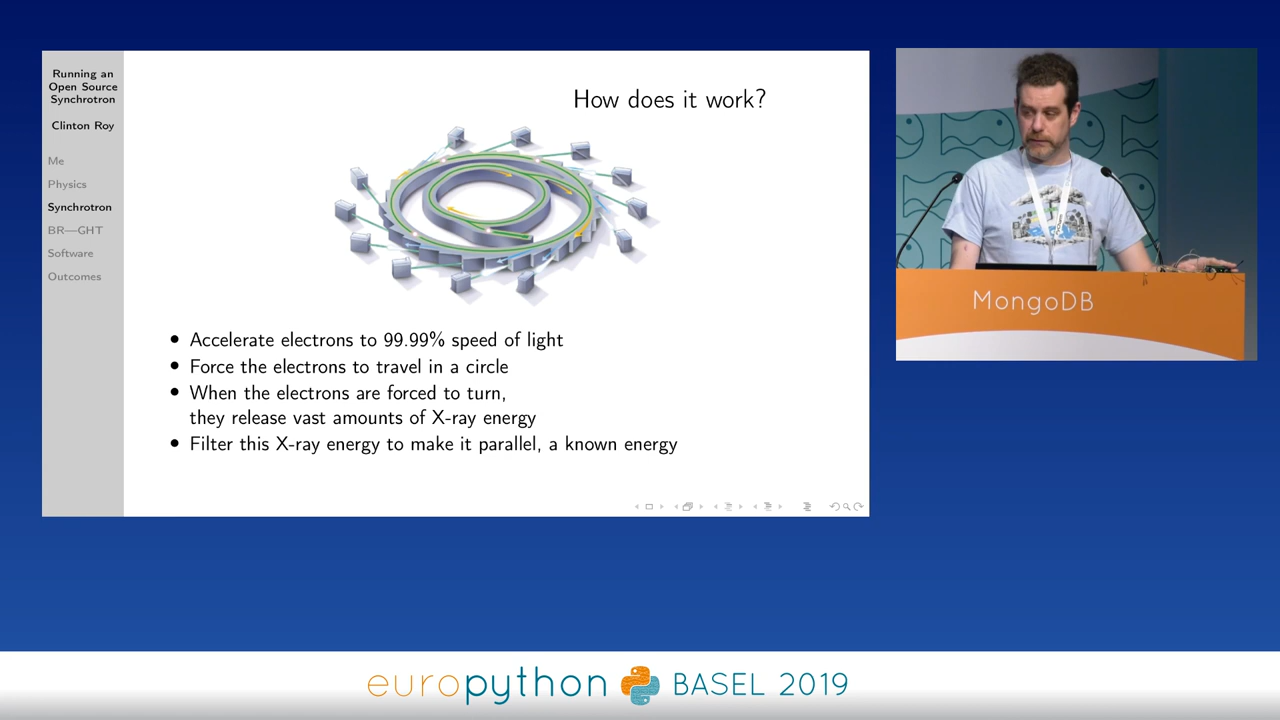 Running an
Open Source
Synchrotron
Clinton Roy
Me
Physics
Synchrotron
BR—GHT
Software
Outcomes
How does it work?
• Accelerate electrons to 99.99% speed of light
• Force the electrons to travel in a circle
• When the electrons are forced to turn,
they release vast amounts of X-ray energy
• Filter this X-ray energy to make it parallel, a known energy
MongoDB
europython BASEL 2019